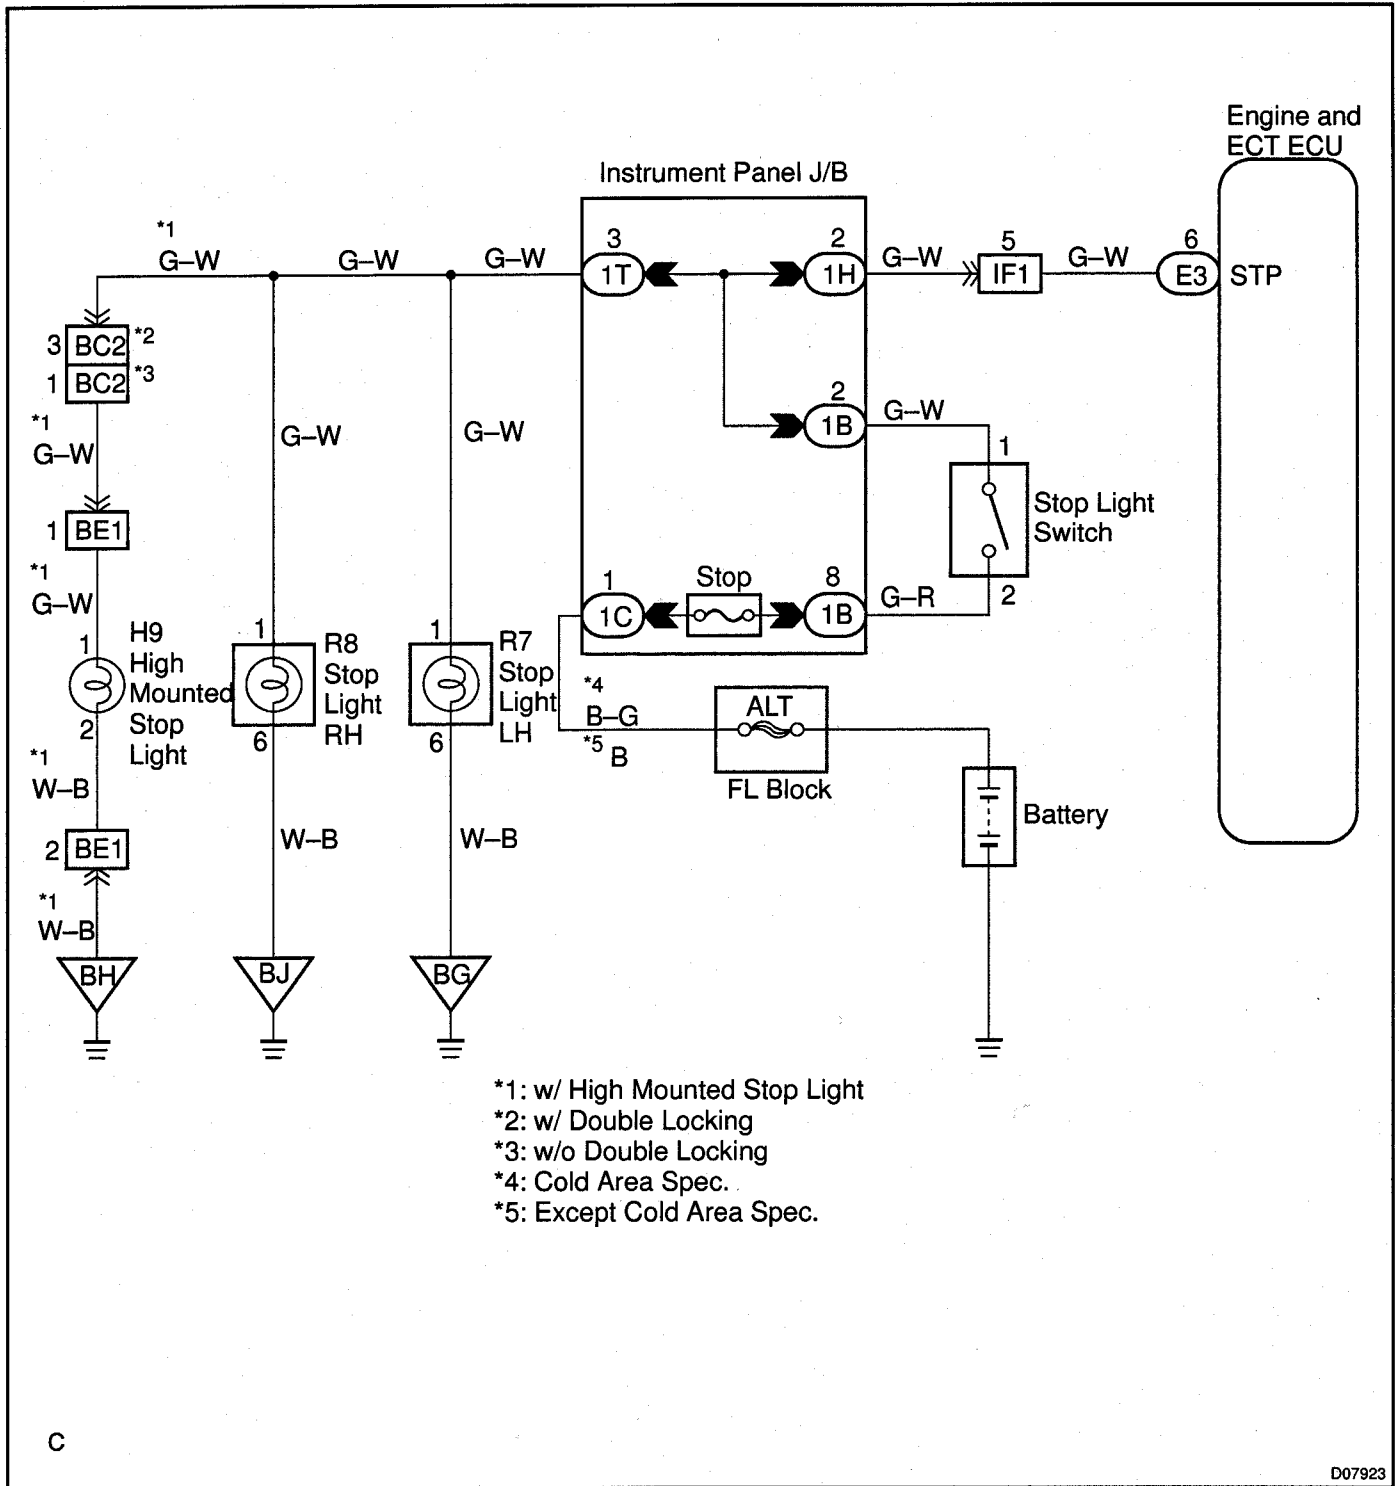 Engine and
ECT ECU
Instrument Panel J/B
*1
G–W
G–W
G–W
3
1T
2
1H
G–W
5
IF1
G–W
6
E3
STP
3 BC2 *2
1 BC2 *3
*1
G–W
G–W
G–W
2
1B
G–W
1
Stop Light
Switch
2
1 BE1
*1
G–W
1
1C
Stop
8
1B
G–R
1
H9
High
Mounted
Stop
Light
2
1
R8
Stop
Light
RH
6
1
R7
Stop
Light
LH
6
*4
B–G
*5 B
ALT
FL Block
Battery
*1
W–B
W–B
W–B
2 BE1
*1
W–B
BH
BJ
BG
*1: w/ High Mounted Stop Light
*2: w/ Double Locking
*3: w/o Double Locking
*4: Cold Area Spec.
*5: Except Cold Area Spec.
C
D07923